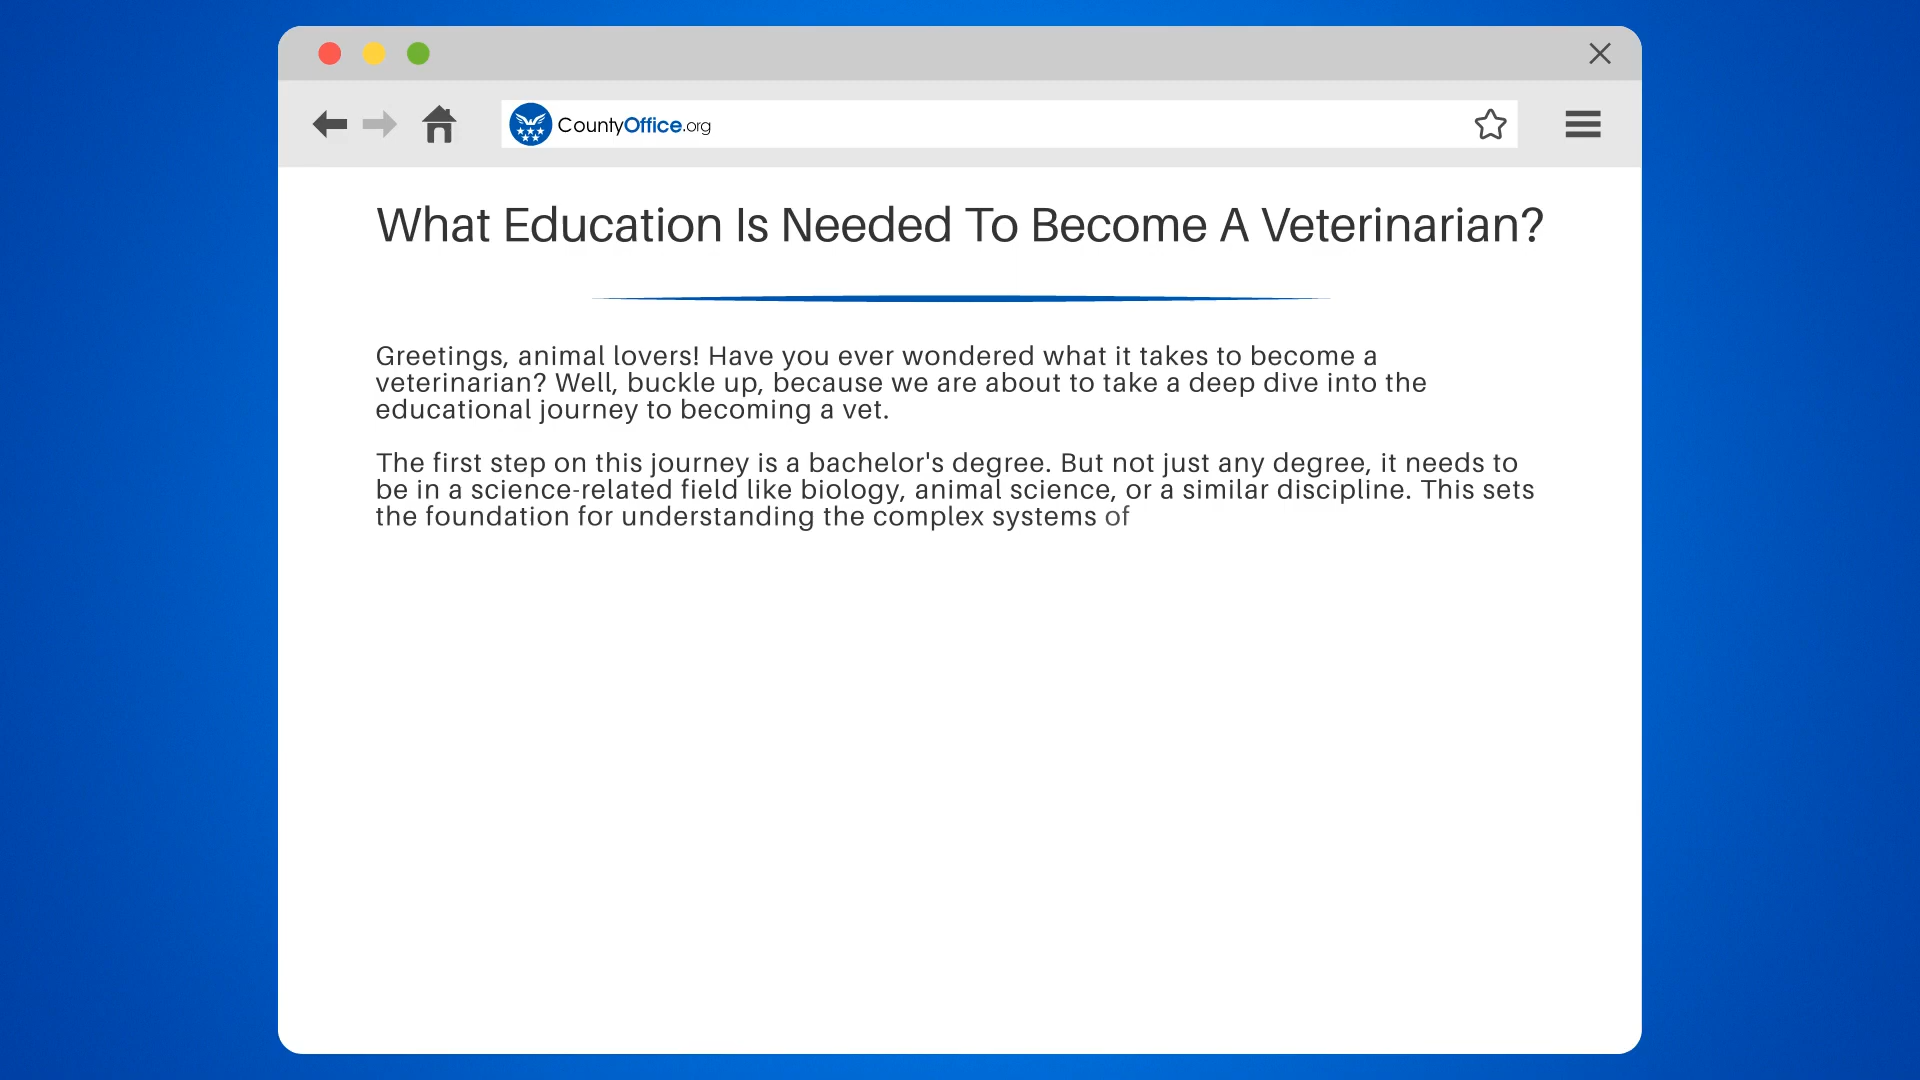 CountyOffice.org
What Education Is Needed To Become A Veterinarian?
Greetings, animal lovers! Have you ever wondered what it takes to become a
veterinarian? Well, buckle up, because we are about to take a deep dive into the
educational journey to becoming a vet.
The first step on this journey is a bachelor's degree. But not just any degree, it needs to
be in a science-related field like biology, animal science, or a similar discipline. This sets
the foundation for understanding the complex systems of